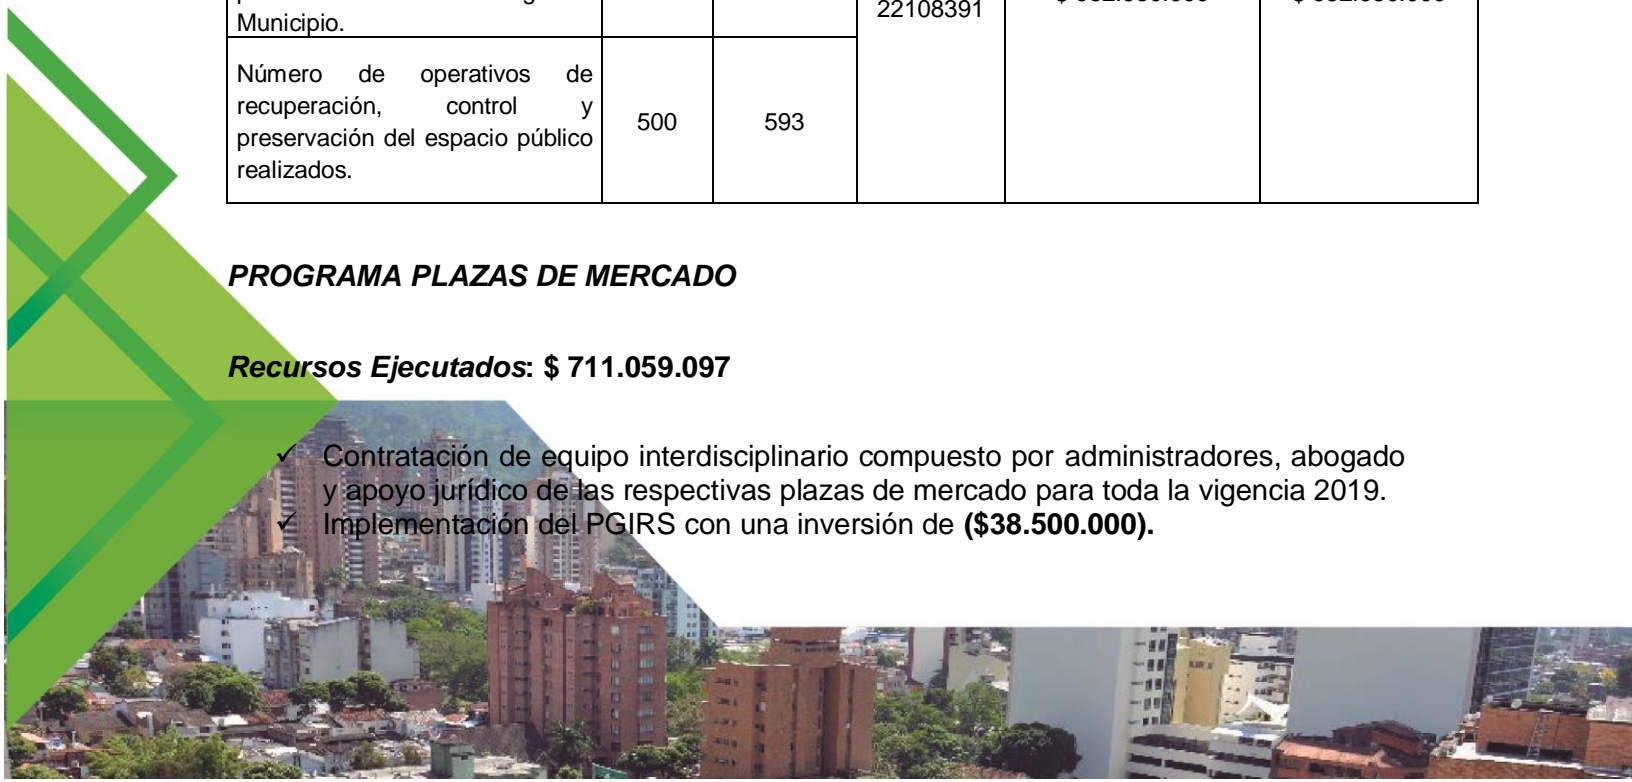 Municipio.
22108391
Número de operativos de
recuperación, control y
preservación del espacio público
realizados.
500
593
PROGRAMA PLAZAS DE MERCADO
Recursos Ejecutados: $ 711.059.097
✓ Contratación de equipo interdisciplinario compuesto por administradores, abogado
y apoyo jurídico de las respectivas plazas de mercado para toda la vigencia 2019.
✓ Implementación del PGIRS con una inversión de ($38.500.000).